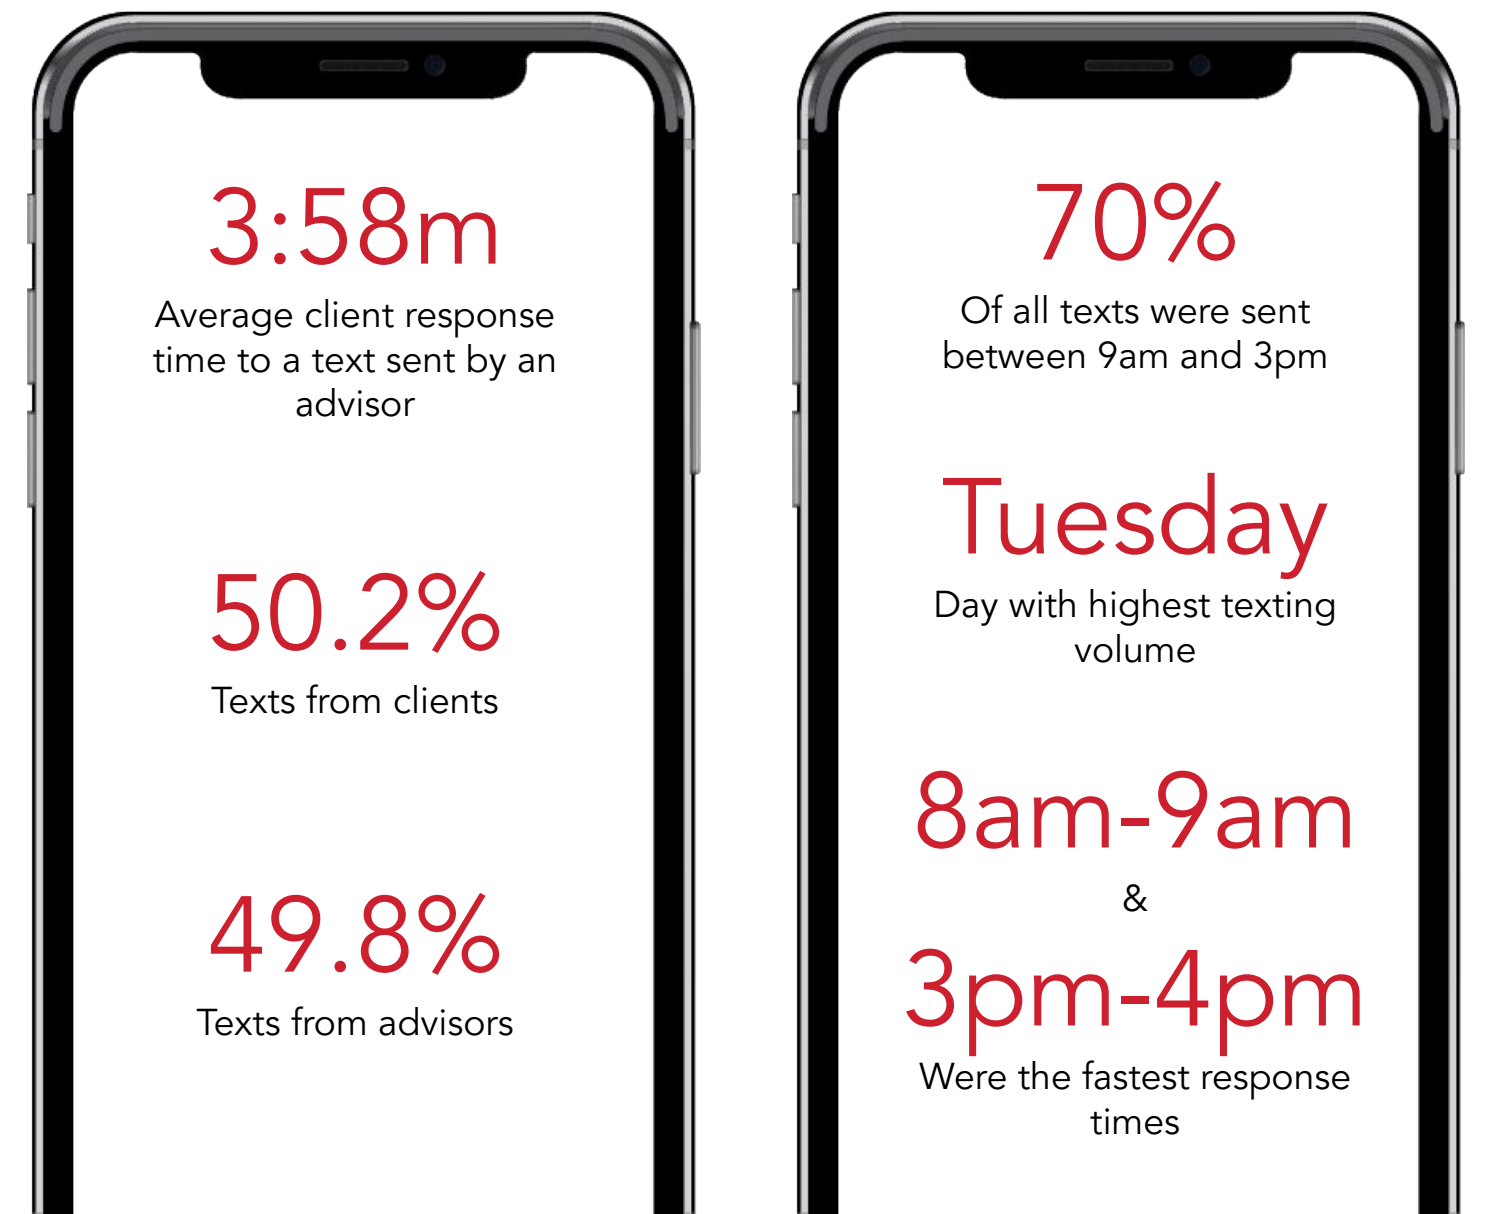 3:58m
Average client response
time to a text sent by an
advisor
50.2%
Texts from clients
49.8%
Texts from advisors
70%
Of all texts were sent
between 9am and 3pm
Tuesday
Day with highest texting
volume
8am-9am
&
3pm-4pm
Were the fastest response
times